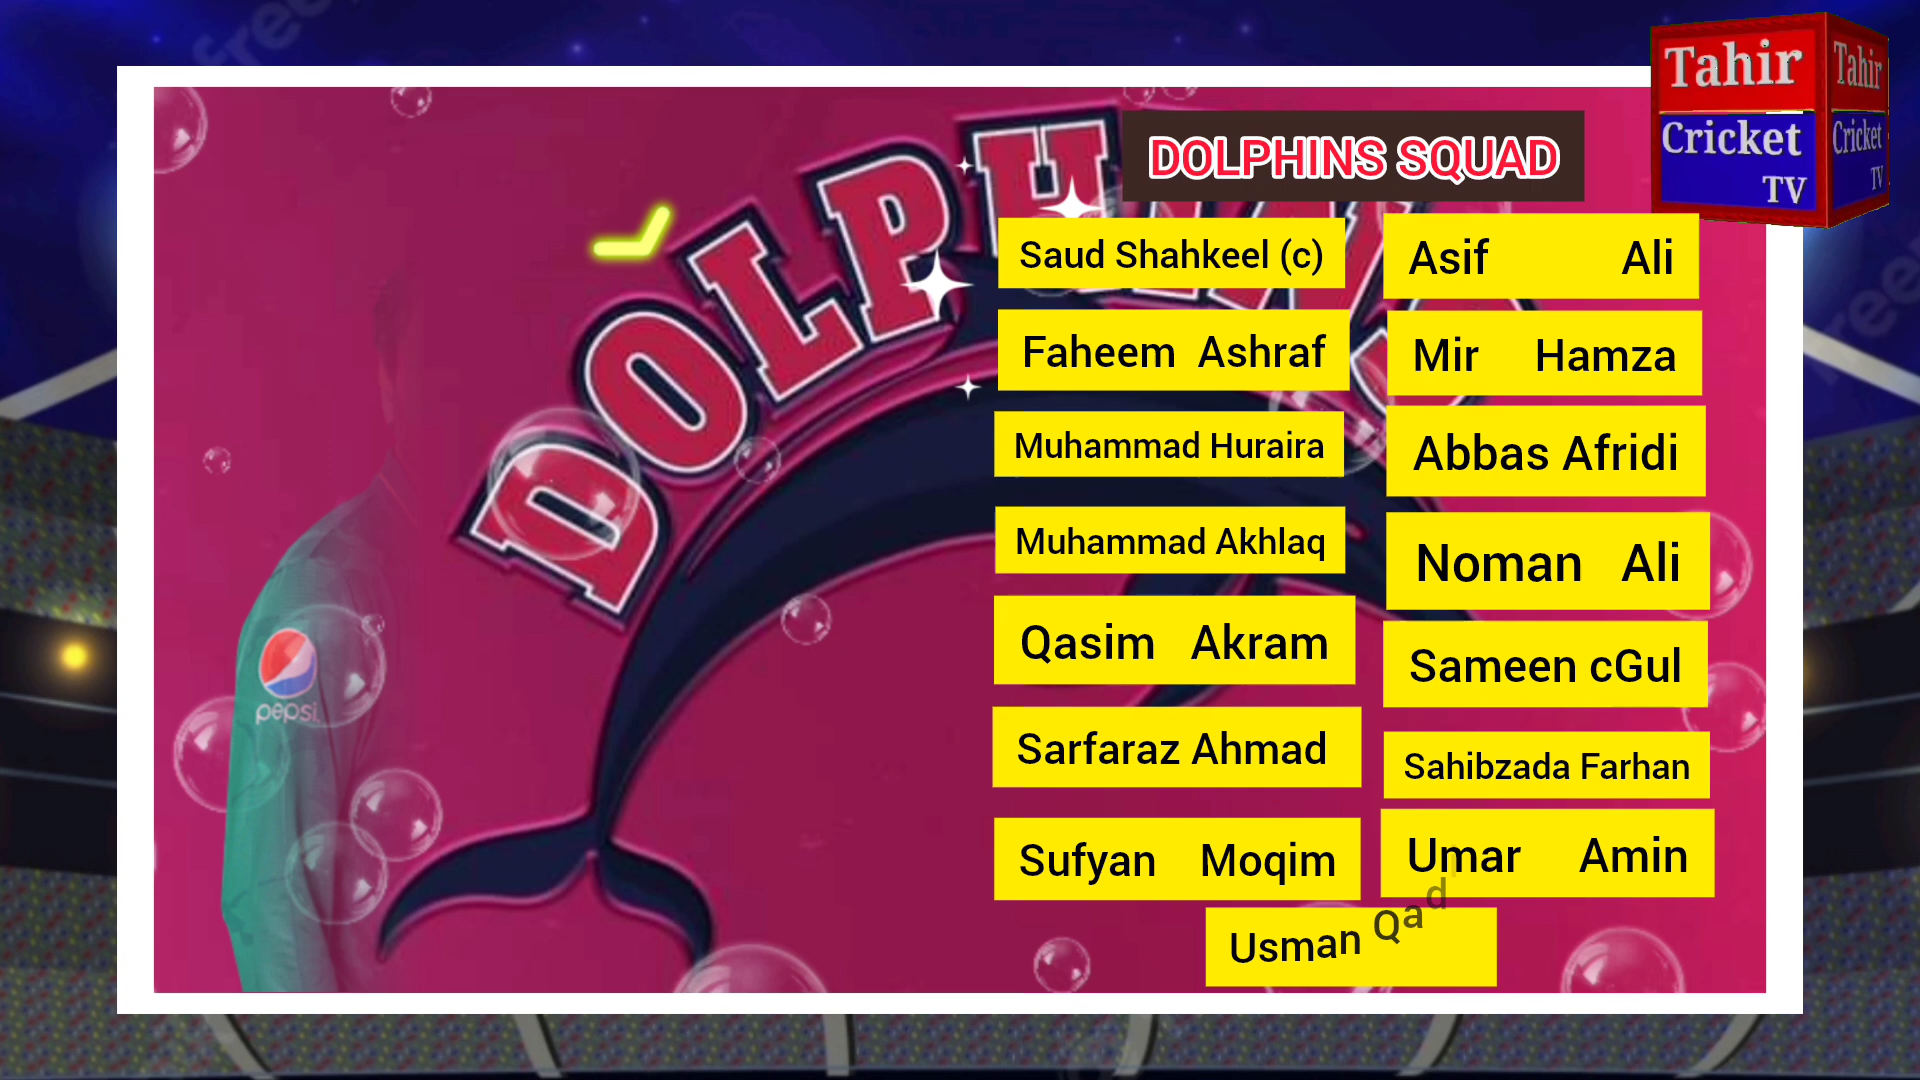 Tahir
Cricket
TV
Tahir
Cricket
TV
DOLPHINS SQUAD
DOLPH
Saud Shahkeel (c)
Asif Ali
Faheem Ashraf
Mir Hamza
Muhammad Huraira
Abbas Afridi
Muhammad Akhlaq
Noman Ali
Qasim Akram
Sameen cGul
Sarfaraz Ahmad
Sahibzada Farhan
Sufyan Moqim
Umar Amin
Usman Qad
pepsi